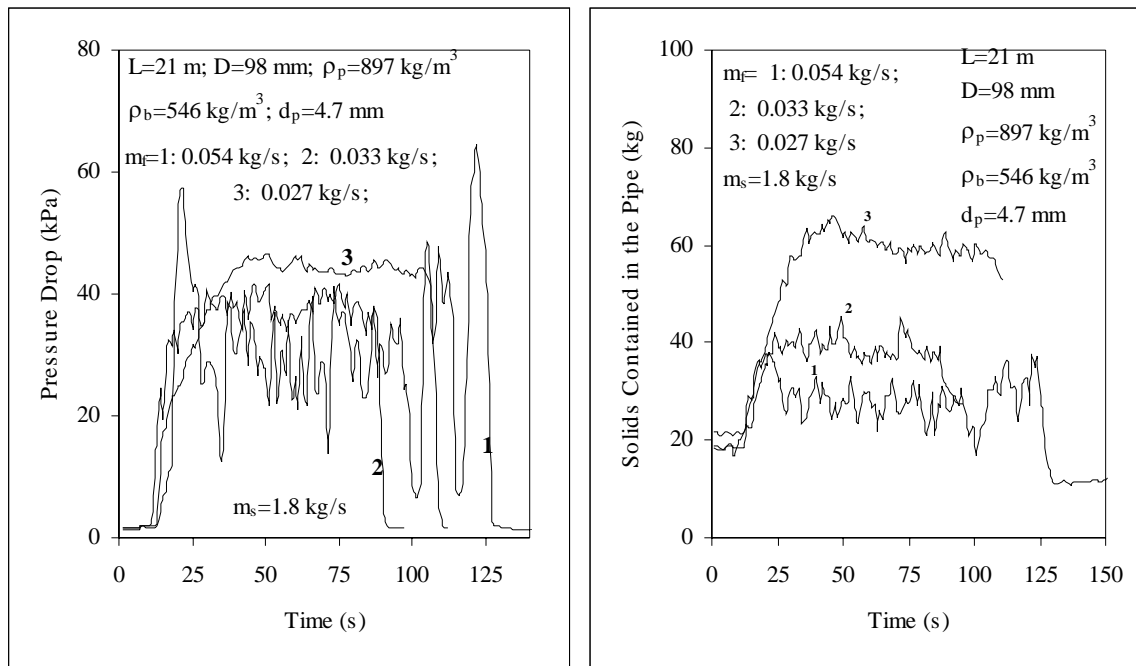 80
60
40
20
0
Pressure Drop (kPa)
L=21 m; D=98 mm; ρp=897 kg/m³
ρb=546 kg/m³; dp=4.7 mm
mf=1: 0.054 kg/s; 2: 0.033 kg/s;
3: 0.027 kg/s;
3
2
1
ms=1.8 kg/s
0 25 50 75 100 125
Time (s)
100
80
60
40
20
0
Solids Contained in the Pipe (kg)
mf= 1: 0.054 kg/s;
2: 0.033 kg/s;
3: 0.027 kg/s
ms=1.8 kg/s
L=21 m
D=98 mm
ρp=897 kg/m³
ρb=546 kg/m³
dp=4.7 mm
3
2
1
0 25 50 75 100 125 150
Time (s)